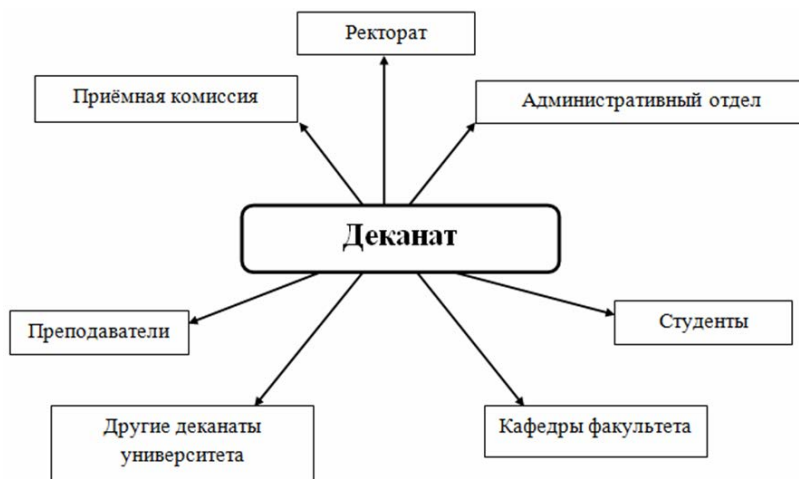 Ректорат
Приёмная комиссия
Административный отдел
Деканат
Преподаватели
Студенты
Другие деканаты
университета
Кафедры факультета